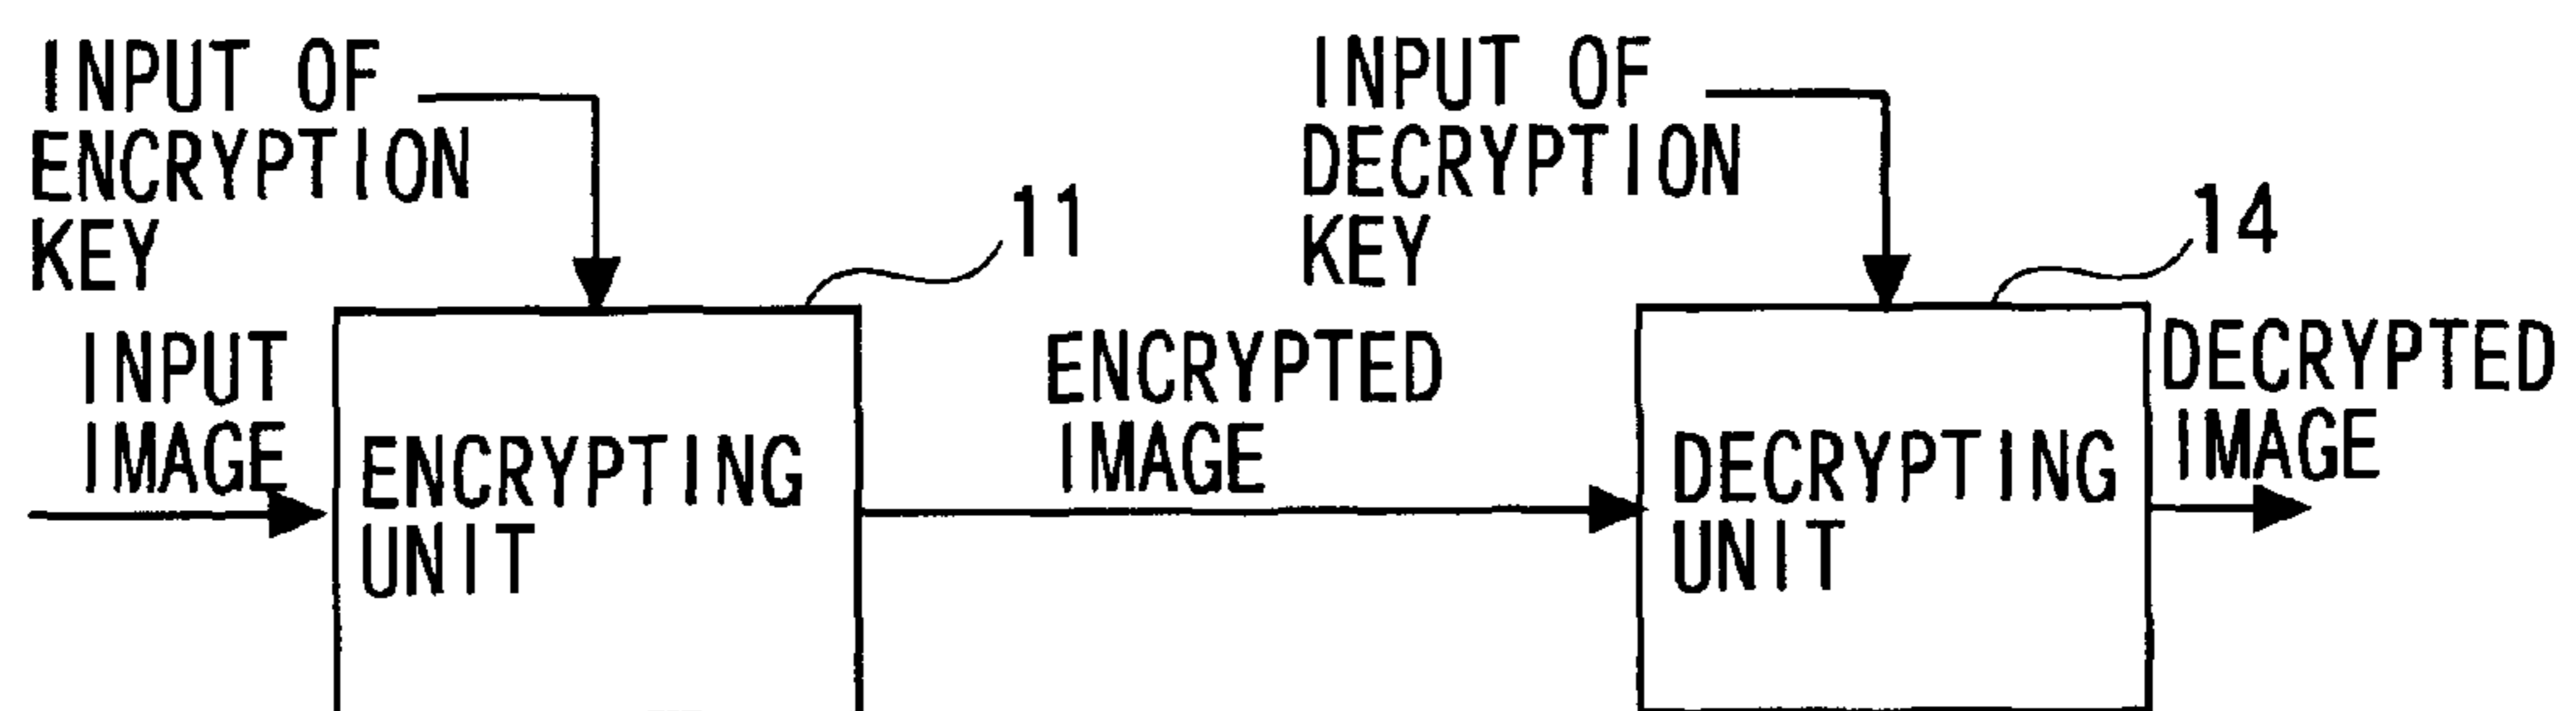 INPUT OF
ENCRYPTION
KEY
11
INPUT
IMAGE
ENCRYPTING
UNIT
ENCRYPTED
IMAGE
INPUT OF
DECRYPTION
KEY
14
DECRYPTING
UNIT
DECRYPTED
IMAGE